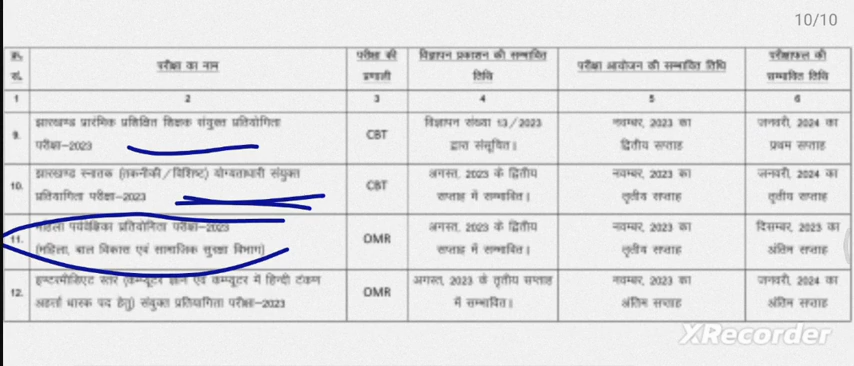 10/10
क्र.
सं.
परीक्षा का नाम
परीक्षा की
प्रणाली
विज्ञापन प्रकाशन की सम्भावित
तिथि
परीक्षा आयोजन की सम्भावित तिथि
परीक्षाफल की
सम्भावित तिथि
1 2 3 4 5 6
9.
झारखण्ड प्रारंभिक प्रशिक्षित शिक्षक संयुक्त प्रतियोगिता
परीक्षा–2023
CBT
विज्ञापन संख्या 13/2023
द्वारा संसूचित।
नवम्बर, 2023 का
द्वितीय सप्ताह
जनवरी, 2024 का
प्रथम सप्ताह
10.
झारखण्ड स्नातक (तकनीकी/विशिष्ट) योग्यताधारी संयुक्त
प्रतियोगिता परीक्षा–2023
CBT
अगस्त, 2023 के द्वितीय
सप्ताह में सम्भावित।
नवम्बर, 2023 का
तृतीय सप्ताह
जनवरी, 2024 का
तृतीय सप्ताह
11.
महिला पर्यवेक्षिका प्रतियोगिता परीक्षा–2023
(महिला, बाल विकास एवं सामाजिक सुरक्षा विभाग)
OMR
अगस्त, 2023 के द्वितीय
सप्ताह में सम्भावित।
नवम्बर, 2023 का
तृतीय सप्ताह
दिसम्बर, 2023 का
अंतिम सप्ताह
12.
इन्टरमीडिएट स्तर (कम्प्यूटर ज्ञान एवं कम्प्यूटर में हिन्दी टंकण
अहर्ता धारक पद हेतु) संयुक्त प्रतियोगिता परीक्षा–2023
OMR
अगस्त, 2023 के तृतीय सप्ताह
में सम्भावित।
नवम्बर, 2023 का
अंतिम सप्ताह
जनवरी, 2024 का
अंतिम सप्ताह
XRecorder